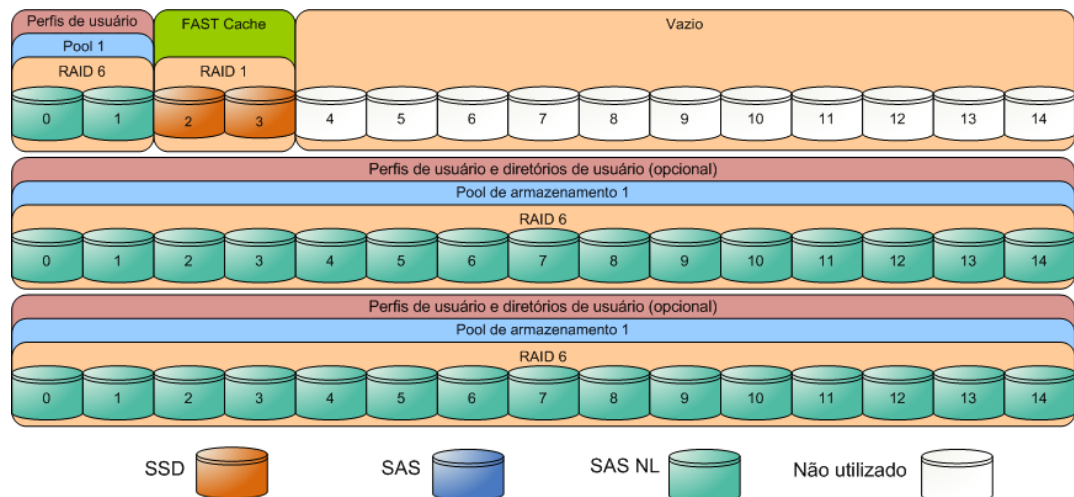 Perfis de usuário
FAST Cache
Vazio
Pool 1
RAID 6
RAID 1
0 1 2 3 4 5 6 7 8 9 10 11 12 13 14
Perfis de usuário e diretórios de usuário (opcional)
Pool de armazenamento 1
RAID 6
0 1 2 3 4 5 6 7 8 9 10 11 12 13 14
Perfis de usuário e diretórios de usuário (opcional)
Pool de armazenamento 1
RAID 6
0 1 2 3 4 5 6 7 8 9 10 11 12 13 14
SSD
SAS
SAS NL
Não utilizado